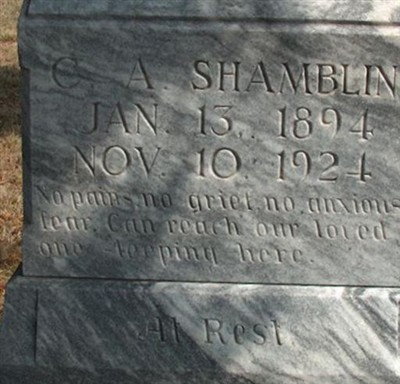 C. A. SHAMBLIN
JAN. 13, 1894
NOV. 10, 1924
No pains, no grief, no, anxious
fear, Can reach our loved
one sleeping here.
At Rest